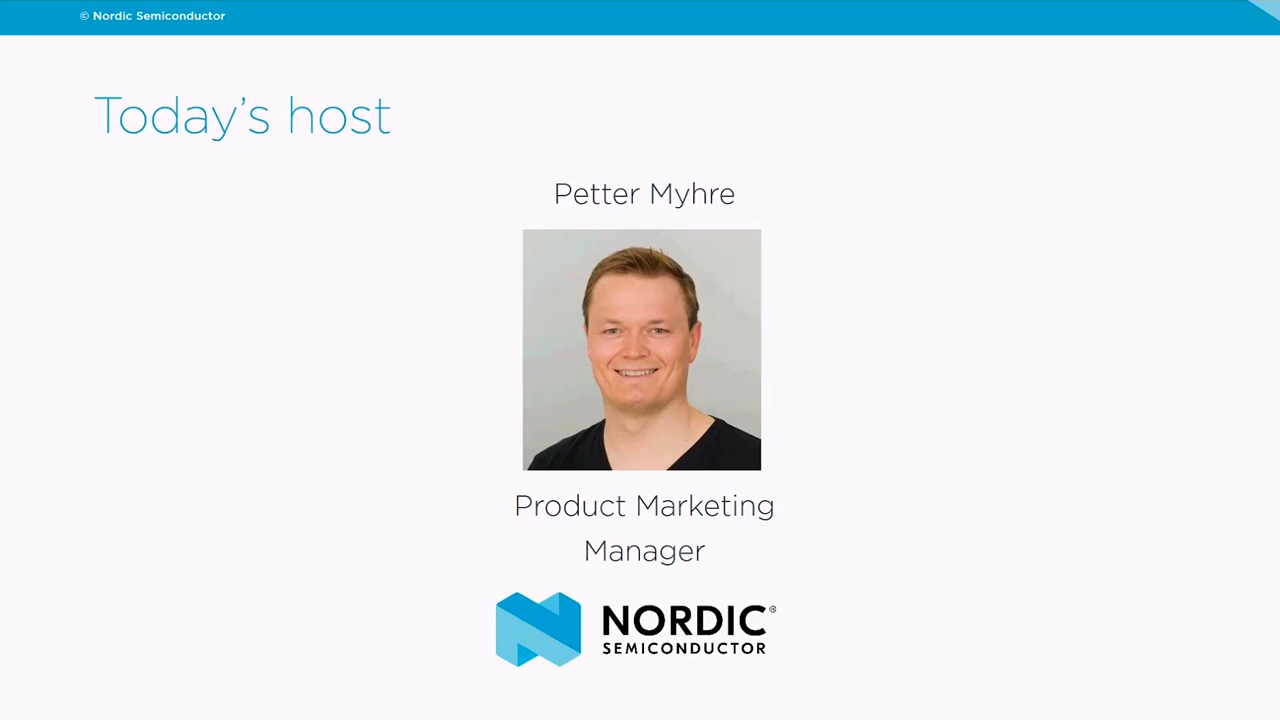 © Nordic Semiconductor
Today’s host
Petter Myhre
Product Marketing
Manager
NORDIC®
SEMICONDUCTOR